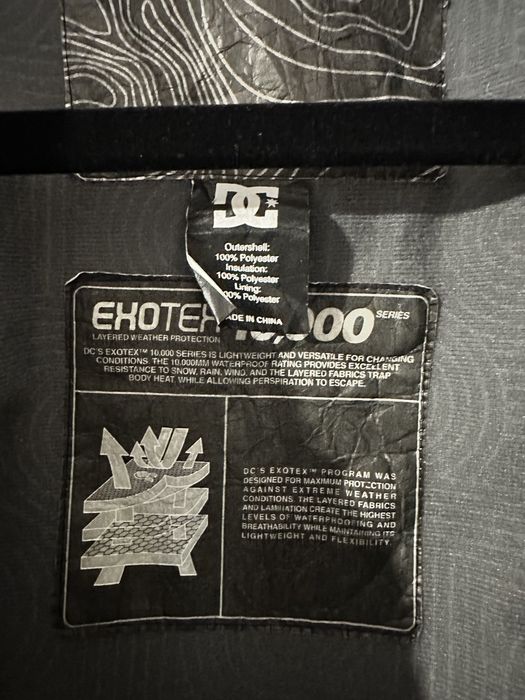 DC
Outershell:
100% Polyester
Insulation:
100% Polyester
Lining:
00% Polyester
ADE IN CHINA
EXOTEX 10,000 SERIES
LAYERED WEATHER PROTECTION
DC'S EXOTEX™ 10.000 SERIES IS LIGHTWEIGHT AND VERSATILE FOR CHANGING
CONDITIONS. THE 10.000MM WATERPROOF RATING PROVIDES EXCELLENT
RESISTANCE TO SNOW, RAIN, WIND, AND THE LAYERED FABRICS TRAP
BODY HEAT WHILE ALLOWING PERSPIRATION TO ESCAPE.
DC'S EXOTEX™ PROGRAM WAS
DESIGNED FOR MAXIMUM PROTECTION
AGAINST EXTREME WEATHER
CONDITIONS. THE LAYERED FABRICS
AND LAMINATION CREATE THE HIGHEST
LEVELS OF WATERPROOFING AND
BREATHABILITY WHILE MAINTAINING ITS
LIGHTWEIGHT AND FLEXIBILITY.